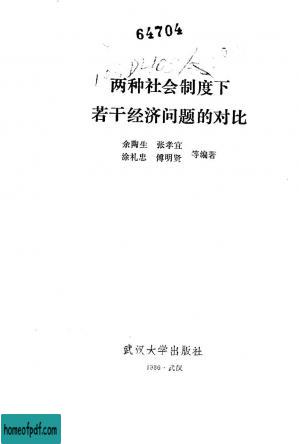 64704
两种社会制度下
若干经济问题的对比
余陶生 张孝宜
涂礼忠 傅明贤 等编著
武汉大学出版社
1986·武汉
homeofpdf.com